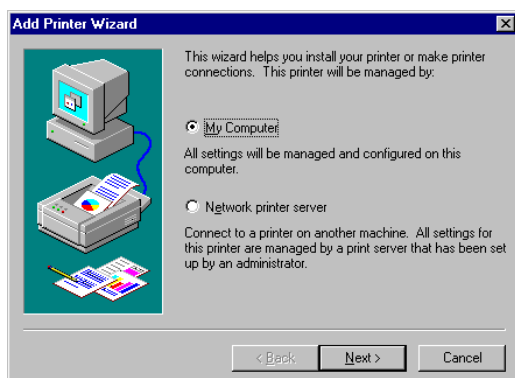 Add Printer Wizard
This wizard helps you install your printer or make printer
connections. This printer will be managed by:
My Computer
All settings will be managed and configured on this
computer.
Network printer server
Connect to a printer on another machine. All settings for
this printer are managed by a print server that has been set
up by an administrator.
< Back
Next >
Cancel